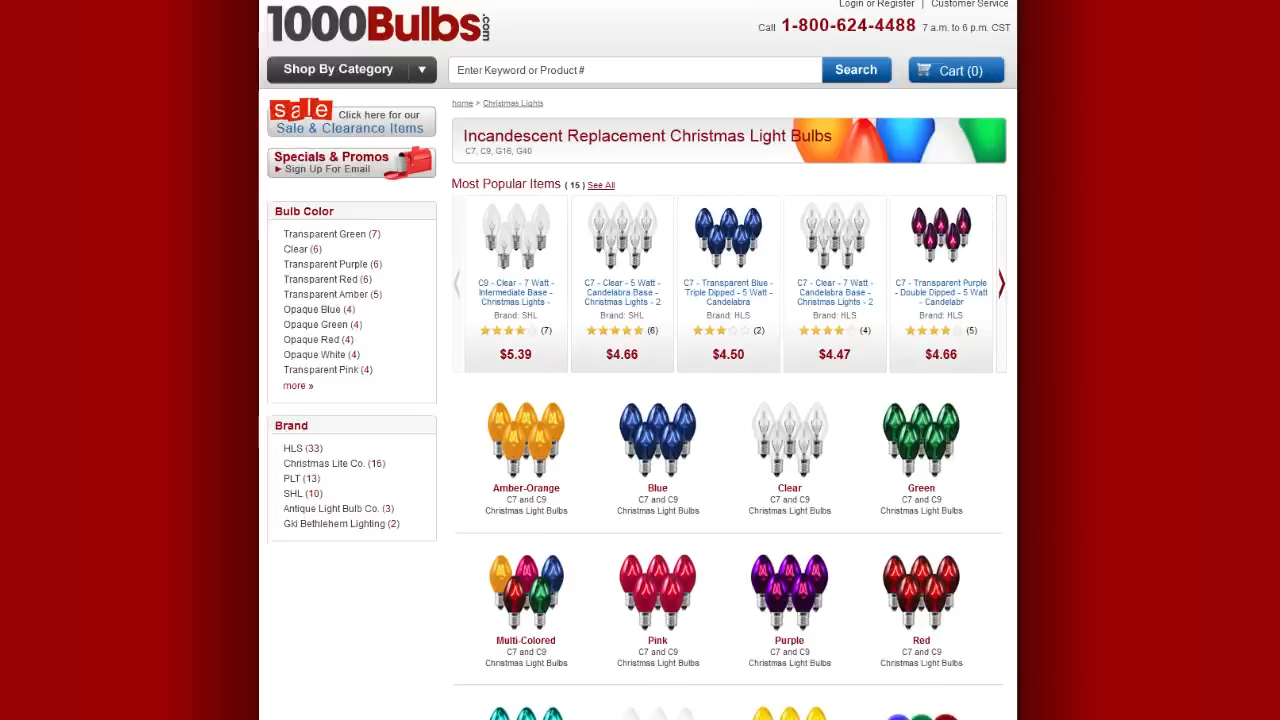 Login or Register | Customer Service
1000Bulbs.com
Call 1-800-624-4488 7 a.m. to 6 p.m. CST
Shop By Category
Enter Keyword or Product #
Search
Cart (0)
sale
Click here for our
Sale & Clearance Items
Specials & Promos
Sign Up For Email
Bulb Color
Transparent Green (7)
Clear (6)
Transparent Purple (6)
Transparent Red (6)
Transparent Amber (5)
Opaque Blue (4)
Opaque Green (4)
Opaque Red (4)
Opaque White (4)
Transparent Pink (4)
more »
Brand
HLS (33)
Christmas Lite Co. (16)
PLT (13)
SHL (10)
Antique Light Bulb Co. (3)
Gki Bethlehem Lighting (2)
home > Christmas Lights
Incandescent Replacement Christmas Light Bulbs
C7, C9, G16, G40
Most Popular Items ( 15 ) See All
C9 - Clear - 7 Watt -
Intermediate Base -
Christmas Lights -
Brand: SHL
(7)
$5.39
C7 - Clear - 5 Watt -
Candelabra Base -
Christmas Lights - 2
Brand: SHL
(6)
$4.66
C7 - Transparent Blue -
Triple Dipped - 5 Watt -
Candelabra
Brand: HLS
(2)
$4.50
C7 - Clear - 7 Watt -
Candelabra Base -
Christmas Lights - 2
Brand: HLS
(4)
$4.47
C7 - Transparent Purple
- Double Dipped - 5 Watt
- Candelabr
Brand: HLS
(5)
$4.66
Amber-Orange
C7 and C9
Christmas Light Bulbs
Blue
C7 and C9
Christmas Light Bulbs
Clear
C7 and C9
Christmas Light Bulbs
Green
C7 and C9
Christmas Light Bulbs
Multi-Colored
C7 and C9
Christmas Light Bulbs
Pink
C7 and C9
Christmas Light Bulbs
Purple
C7 and C9
Christmas Light Bulbs
Red
C7 and C9
Christmas Light Bulbs